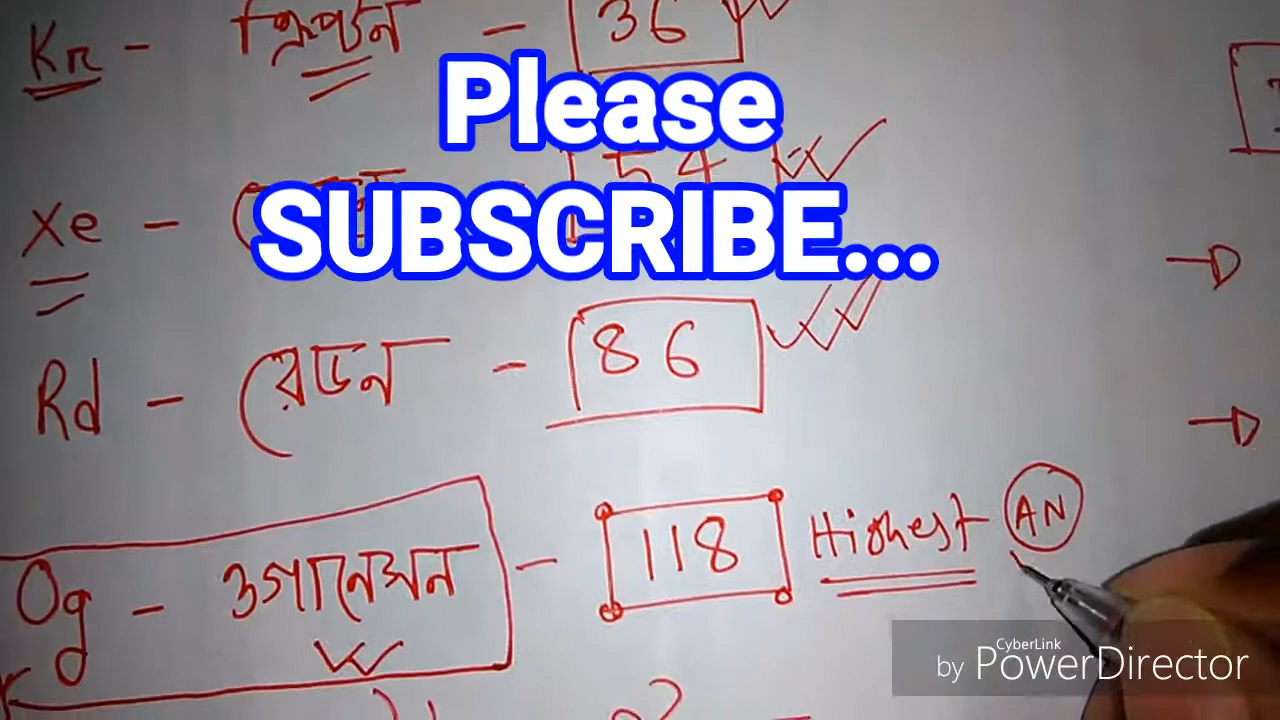 Kr - ক্রিপ্টন - 36
Please
Xe - - 54
SUBSCRIBE...
Rd - রেডন - 86
Og - ওগানেসন - 118 Highest AN
CyberLink
by PowerDirector